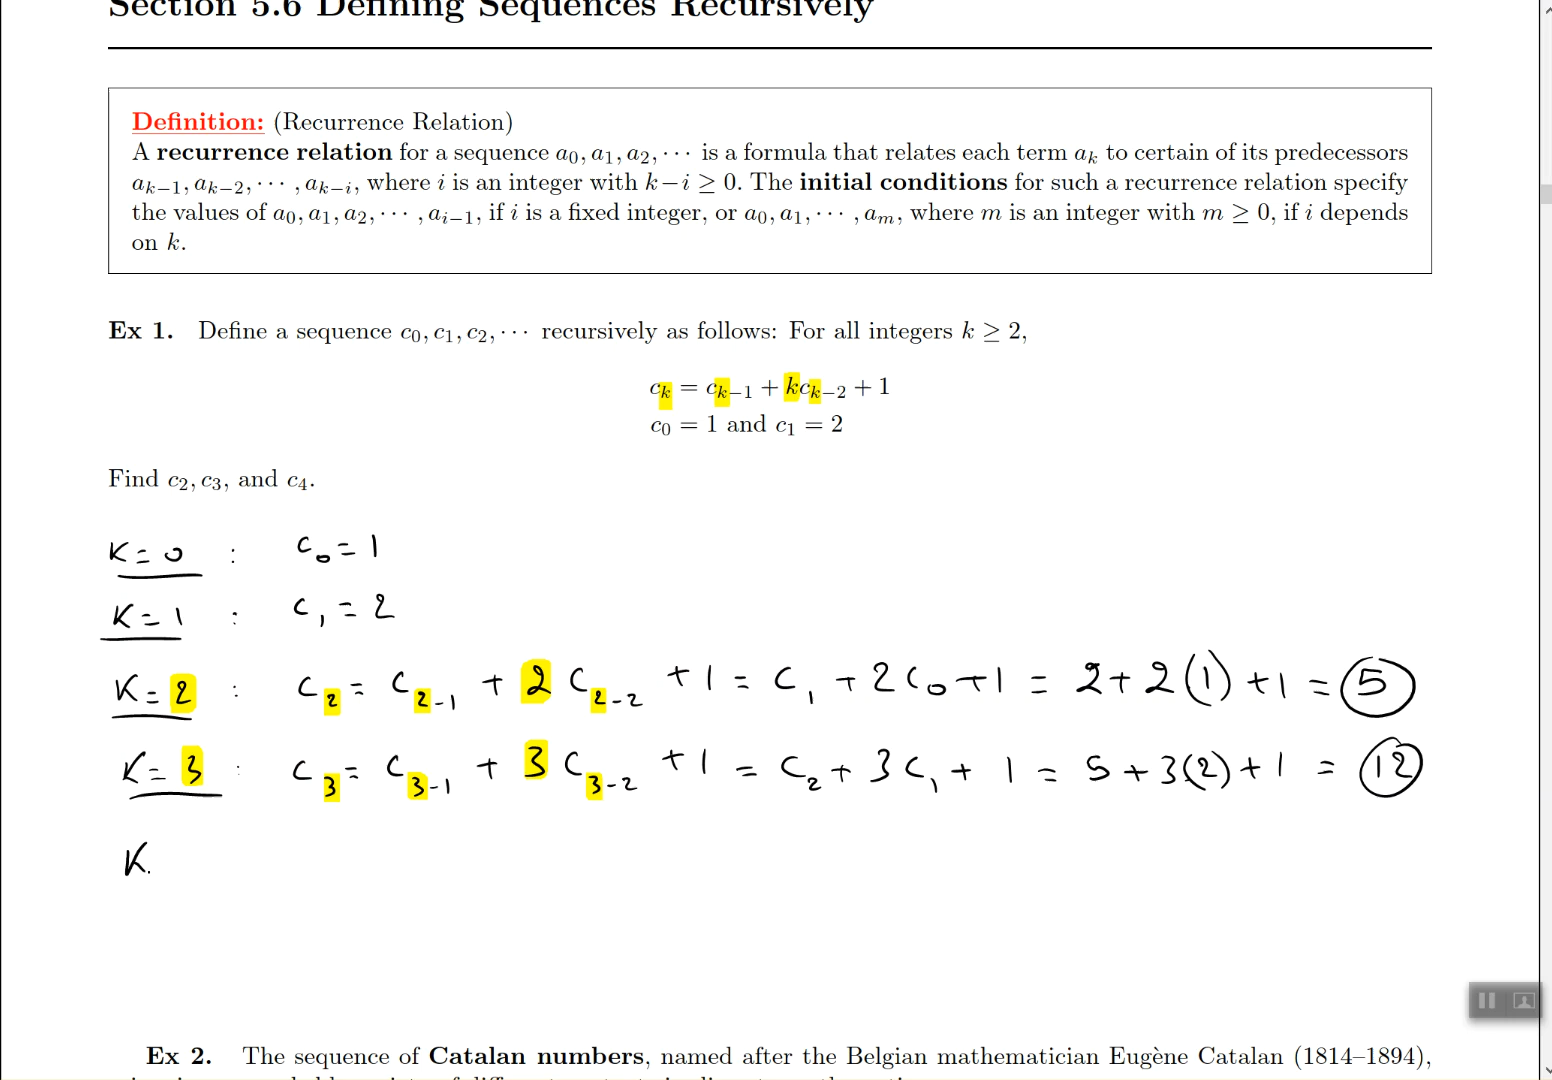 Section 5.6 Defining Sequences Recursively
Definition: (Recurrence Relation)
A recurrence relation for a sequence a₀, a₁, a₂, ··· is a formula that relates each term aₖ to certain of its predecessors
aₖ₋₁, aₖ₋₂, ··· , aₖ₋ᵢ, where i is an integer with k − i ≥ 0. The initial conditions for such a recurrence relation specify
the values of a₀, a₁, a₂, ··· , aᵢ₋₁, if i is a fixed integer, or a₀, a₁, ··· , aₘ, where m is an integer with m ≥ 0, if i depends
on k.
Ex 1. Define a sequence c₀, c₁, c₂, ··· recursively as follows: For all integers k ≥ 2,
cₖ = cₖ₋₁ + kcₖ₋₂ + 1
c₀ = 1 and c₁ = 2
Find c₂, c₃, and c₄.
K = 0 : c₀ = 1
K = 1 : c₁ = 2
K = 2 : c₂ = c₂₋₁ + 2 c₂₋₂ + 1 = c₁ + 2c₀ + 1 = 2 + 2(1) + 1 = 5
K = 3 : c₃ = c₃₋₁ + 3 c₃₋₂ + 1 = c₂ + 3c₁ + 1 = 5 + 3(2) + 1 = 12
K.
Ex 2. The sequence of Catalan numbers, named after the Belgian mathematician Eugène Catalan (1814–1894),